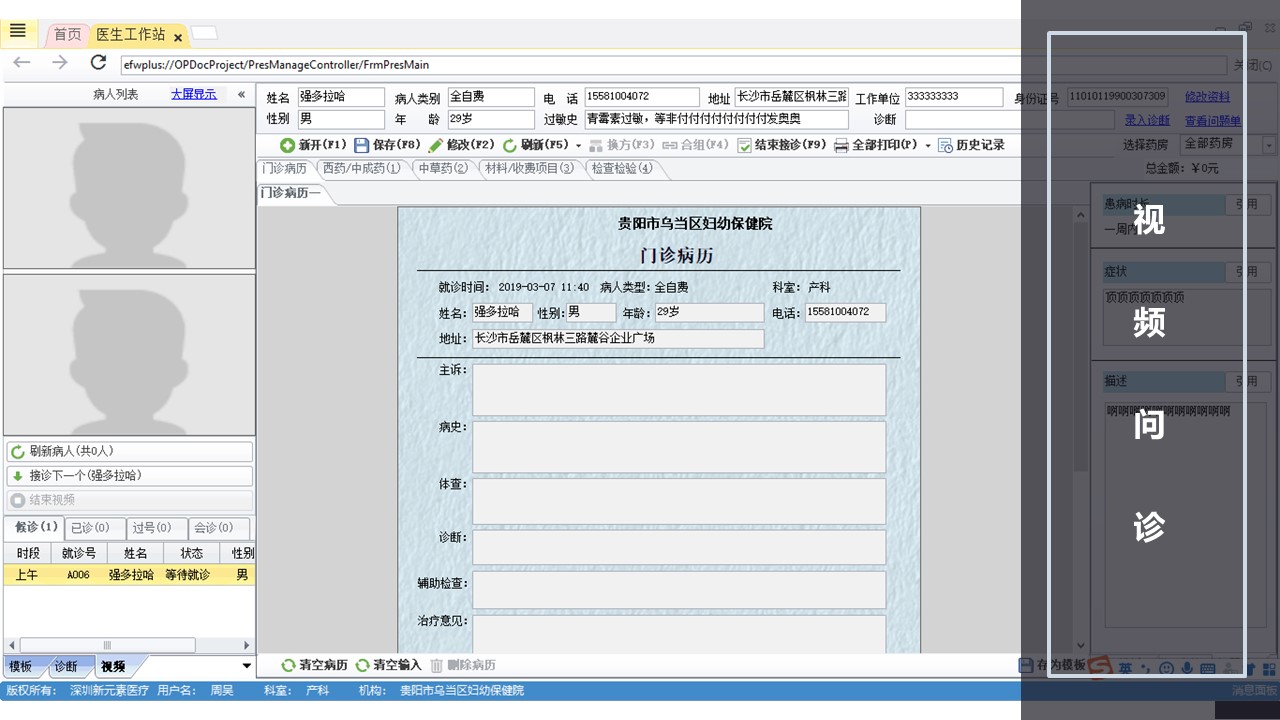 首页 医生工作站
efwplus://OPDocProject/PresManageController/FrmPresMain 关闭(C)
病人列表 大屏显示 «
姓名 强多拉哈 病人类别 全自费 电 话 15581004072 地址 长沙市岳麓区枫林三路 工作单位 333333333 身份证号 11010119900307309 修改资料
性别 男 年 龄 29岁 过敏史 青霉素过敏，等非付付付付付付付发奥奥 诊断 录入诊断 查看问题单
新开(F1) 保存(F8) 修改(F2) 刷新(F5) 换方(F3) 合组(F4) 结束接诊(F9) 全部打印(P) 历史记录 选择药房 全部药房
门诊病历 西药/中成药(1) 中草药(2) 材料/收费项目(3) 检查检验(4) 总金额：￥0元
门诊病历一
贵阳市乌当区妇幼保健院
门诊病历
就诊时间： 2019-03-07 11:40 病人类型：全自费 科室： 产科
姓名： 强多拉哈 性别： 男 年龄： 29岁 电话： 15581004072
地址： 长沙市岳麓区枫林三路麓谷企业广场
主诉：
病史：
体查：
诊断：
辅助检查：
治疗意见：
患病时长 引用
一周内
症状 引用
顶顶顶顶顶顶顶
描述 引用
啊啊啊啊啊啊啊啊啊啊啊
视
频
问
诊
刷新病人(共0人)
接诊下一个(强多拉哈)
结束视频
候诊(1) 已诊(0) 过号(0) 会诊(0)
时段 就诊号 姓名 状态 性别
上午 A006 强多拉哈 等待就诊 男
模板 诊断 视频
清空病历 清空输入 删除病历 存为模板
英
版权所有： 深圳新元素医疗 用户名： 周吴 科室： 产科 机构： 贵阳市乌当区妇幼保健院 消息面板